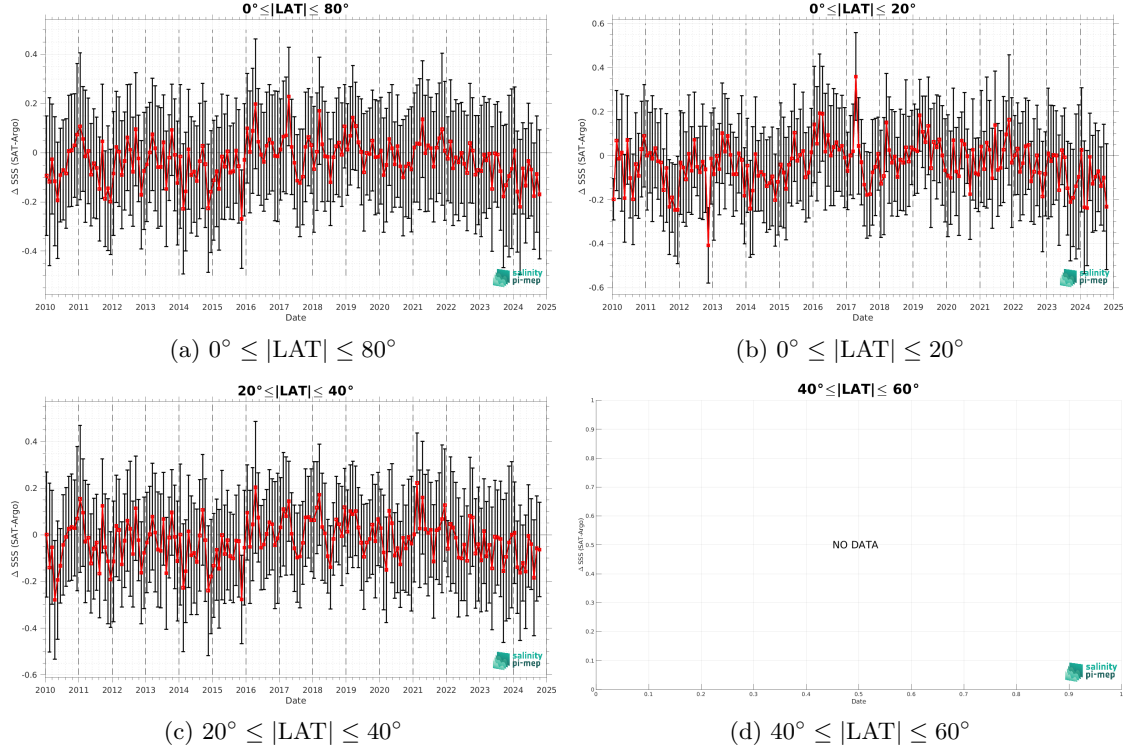 0°≤|LAT|≤ 80°
Δ SSS (SAT-Argo)
0.4
0.2
0
-0.2
-0.4
2010 2011 2012 2013 2014 2015 2016 2017 2018 2019 2020 2021 2022 2023 2024 2025
Date
salinity
pi-mep
(a) 0° ≤ |LAT| ≤ 80°
0°≤|LAT|≤ 20°
Δ SSS (SAT-Argo)
0.6
0.4
0.2
0
-0.2
-0.4
-0.6
2010 2011 2012 2013 2014 2015 2016 2017 2018 2019 2020 2021 2022 2023 2024 2025
Date
salinity
pi-mep
(b) 0° ≤ |LAT| ≤ 20°
20°≤|LAT|≤ 40°
Δ SSS (SAT-Argo)
0.4
0.2
0
-0.2
-0.4
-0.6
2010 2011 2012 2013 2014 2015 2016 2017 2018 2019 2020 2021 2022 2023 2024 2025
Date
salinity
pi-mep
(c) 20° ≤ |LAT| ≤ 40°
40°≤|LAT|≤ 60°
Δ SSS (SAT-Argo)
1
0.9
0.8
0.7
0.6
0.5
0.4
0.3
0.2
0.1
0
NO DATA
0 0.1 0.2 0.3 0.4 0.5 0.6 0.7 0.8 0.9 1
Date
salinity
pi-mep
(d) 40° ≤ |LAT| ≤ 60°